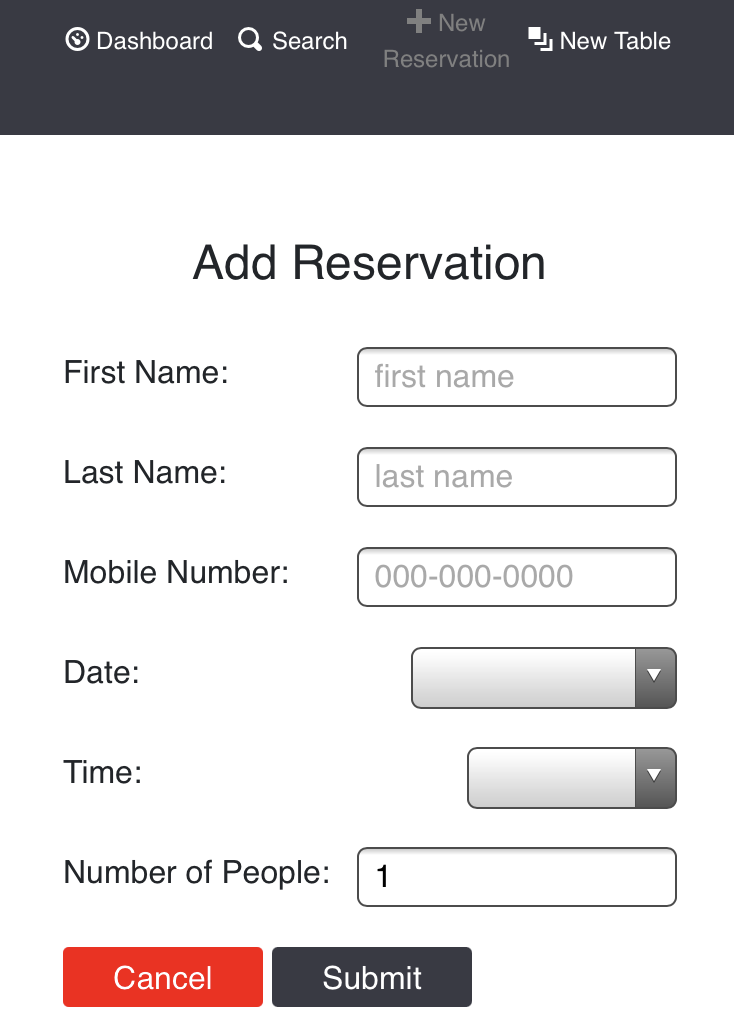 Dashboard Search New Reservation New Table
Add Reservation
First Name: first name
Last Name: last name
Mobile Number: 000-000-0000
Date:
Time:
Number of People: 1
Cancel Submit